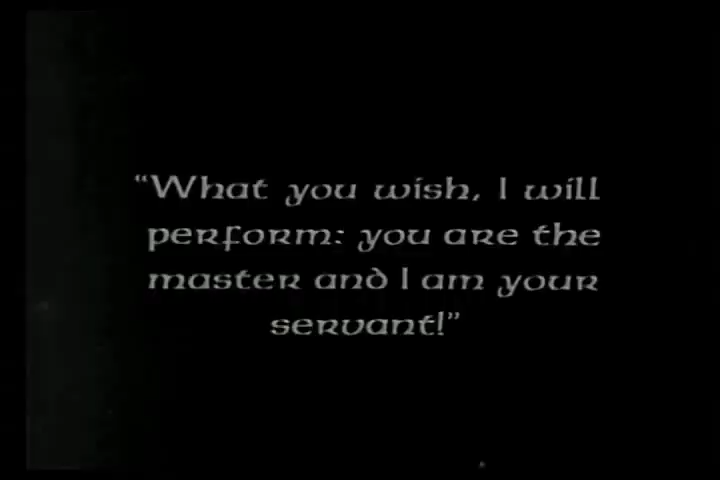 “What you wish, I will
perform: you are the
master and I am your
servant!”